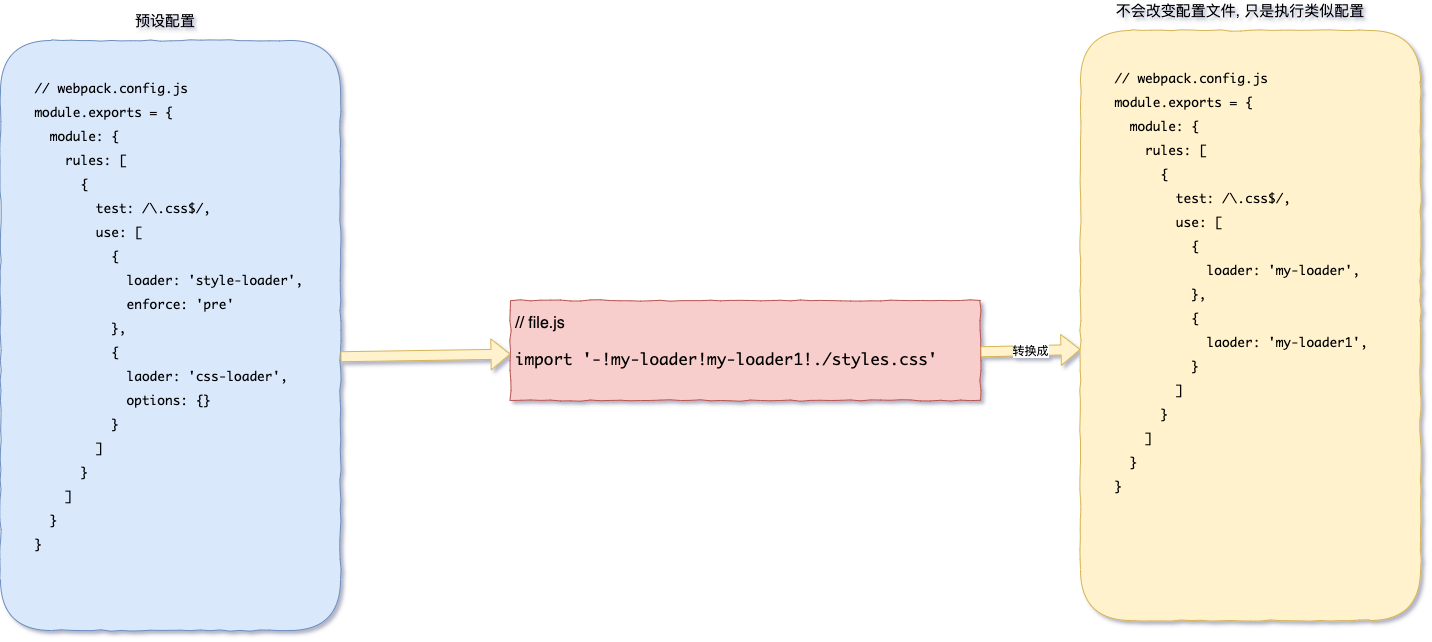 预设配置
// webpack.config.js
module.exports = {
  module: {
    rules: [
      {
        test: /\.css$/,
        use: [
          {
            loader: 'style-loader',
            enforce: 'pre'
          },
          {
            laoder: 'css-loader',
            options: {}
          }
        ]
      }
    ]
  }
}
// file.js
import '-!my-loader!my-loader1!./styles.css'
转换成
不会改变配置文件, 只是执行类似配置
// webpack.config.js
module.exports = {
  module: {
    rules: [
      {
        test: /\.css$/,
        use: [
          {
            loader: 'my-loader',
          },
          {
            laoder: 'my-loader1',
          }
        ]
      }
    ]
  }
}